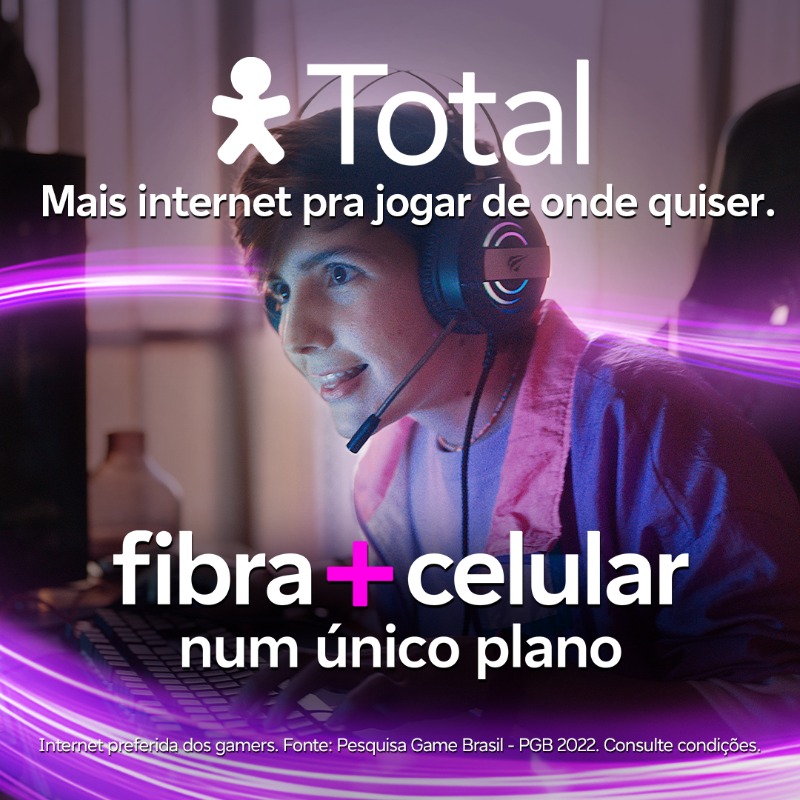 Total
Mais internet pra jogar de onde quiser.
fibra+celular
num único plano
Internet preferida dos gamers. Fonte: Pesquisa Game Brasil - PGB 2022. Consulte condições.